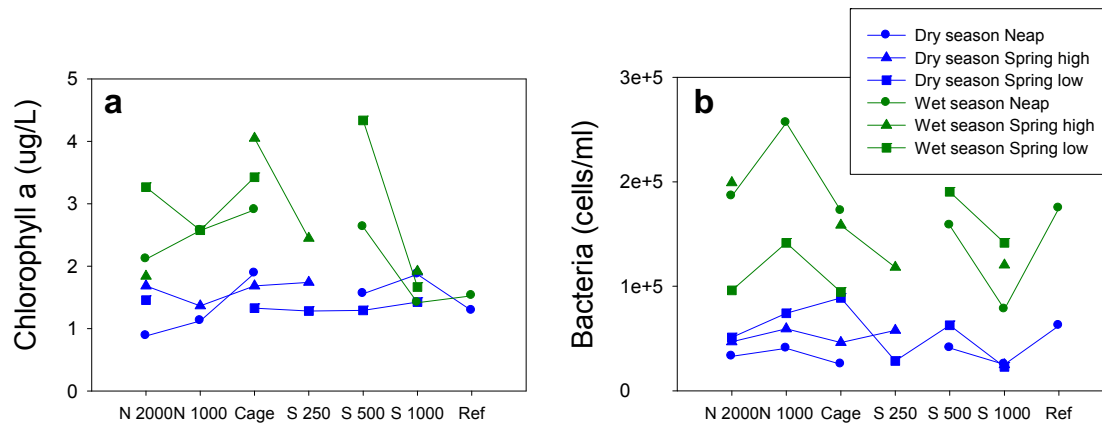 Dry season Neap
Dry season Spring high
Dry season Spring low
Wet season Neap
Wet season Spring high
Wet season Spring low
a
Chlorophyll a (ug/L)
5
4
3
2
1
0
N 2000 N 1000 Cage S 250 S 500 S 1000 Ref
b
Bacteria (cells/ml)
3e+5
2e+5
1e+5
0
N 2000 N 1000 Cage S 250 S 500 S 1000 Ref